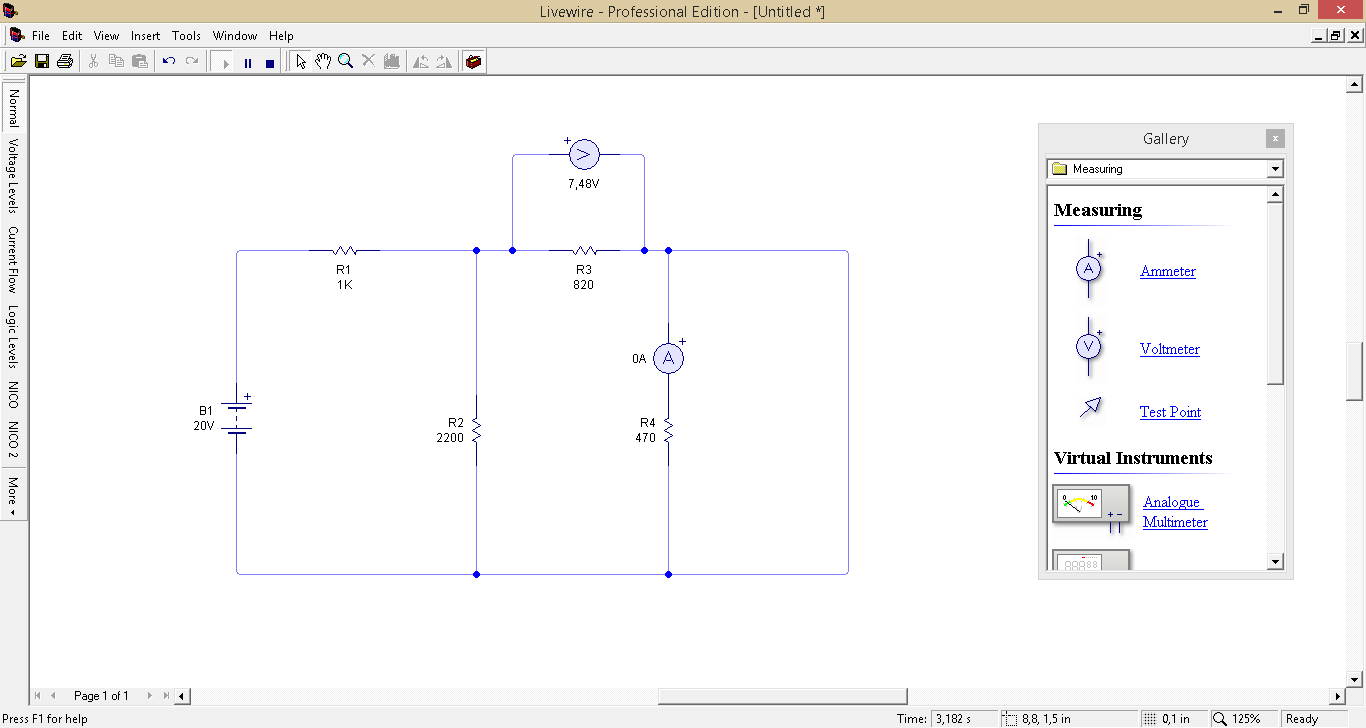 Livewire - Professional Edition - [Untitled *]
File Edit View Insert Tools Window Help
Normal
Voltage Levels
Current Flow
Logic Levels
NICO
NICO 2
More
+
7,48V
R1
1K
R3
820
+
0A
A
+
B1
20V
R2
2200
R4
470
Gallery
Measuring
Measuring
A
+
Ammeter
V
+
Voltmeter
Test Point
Virtual Instruments
0 10
+ -
Analogue
Multimeter
88888
Page 1 of 1
Press F1 for help
Time: 3,182 s
8,8, 1,5 in
0,1 in
125%
Ready